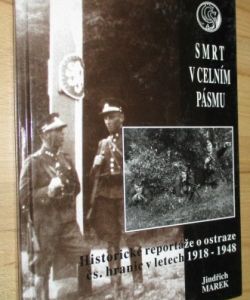 SMRT
V CELNÍM
PÁSMU
Historické reportáže o ostraze
čs. hranic v letech 1918 - 1948
Jindřich
MAREK